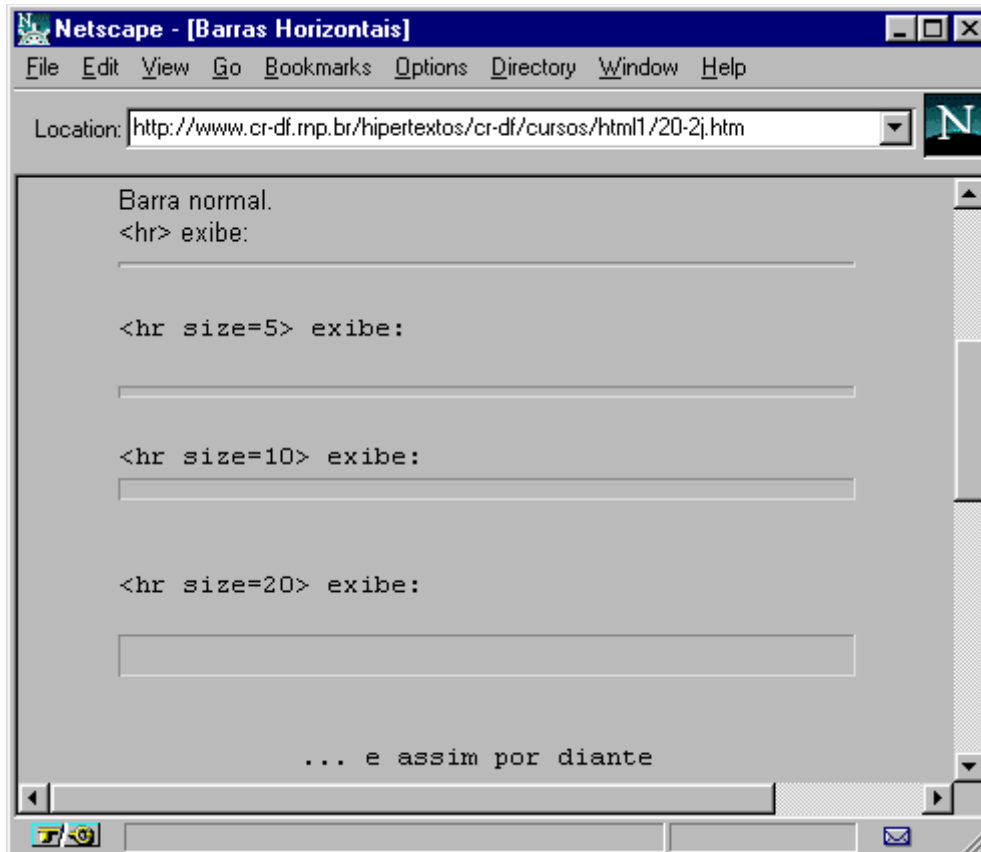 Netscape - [Barras Horizontais]
File Edit View Go Bookmarks Options Directory Window Help
Location: http://www.cr-df.rnp.br/hipertextos/cr-df/cursos/html1/20-2j.htm
N
Barra normal.
<hr> exibe:
<hr size=5> exibe:
<hr size=10> exibe:
<hr size=20> exibe:
... e assim por diante